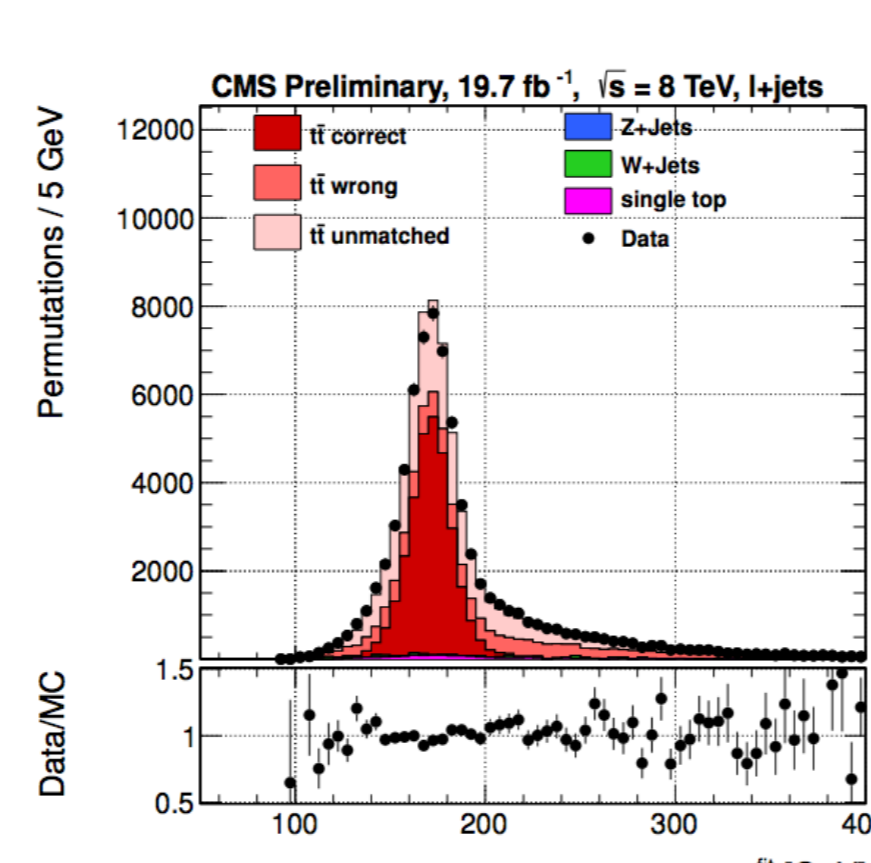 CMS Preliminary, 19.7 fb⁻¹, √s = 8 TeV, l+jets
Permutations / 5 GeV
12000
10000
8000
6000
4000
2000
tt̄ correct
tt̄ wrong
tt̄ unmatched
Z+Jets
W+Jets
single top
Data
Data/MC
1.5
1
0.5
100
200
300
40